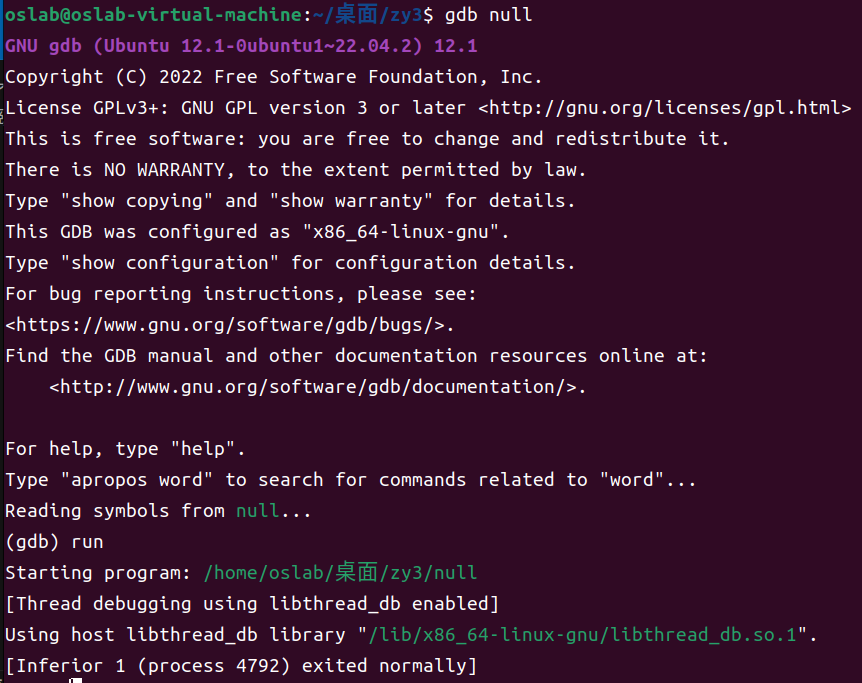 oslab@oslab-virtual-machine:~/桌面/zy3$ gdb null
GNU gdb (Ubuntu 12.1-0ubuntu1~22.04.2) 12.1
Copyright (C) 2022 Free Software Foundation, Inc.
License GPLv3+: GNU GPL version 3 or later <http://gnu.org/licenses/gpl.html>
This is free software: you are free to change and redistribute it.
There is NO WARRANTY, to the extent permitted by law.
Type "show copying" and "show warranty" for details.
This GDB was configured as "x86_64-linux-gnu".
Type "show configuration" for configuration details.
For bug reporting instructions, please see:
<https://www.gnu.org/software/gdb/bugs/>.
Find the GDB manual and other documentation resources online at:
    <http://www.gnu.org/software/gdb/documentation/>.

For help, type "help".
Type "apropos word" to search for commands related to "word"...
Reading symbols from null...
(gdb) run
Starting program: /home/oslab/桌面/zy3/null
[Thread debugging using libthread_db enabled]
Using host libthread_db library "/lib/x86_64-linux-gnu/libthread_db.so.1".
[Inferior 1 (process 4792) exited normally]